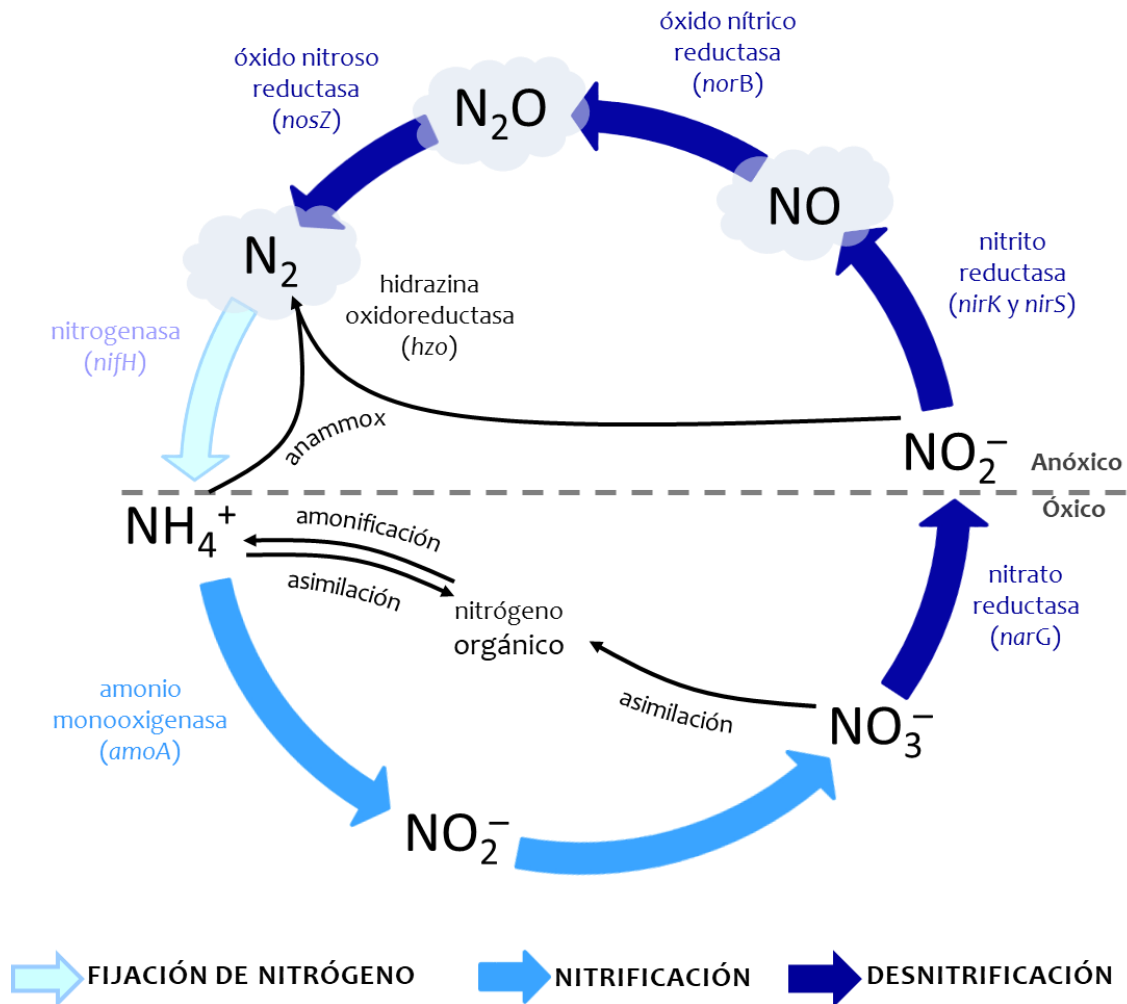 óxido nítrico
reductasa
(norB)
óxido nitroso
reductasa
(nosZ)
N₂O
NO
N₂
nitrito
reductasa
(nirK y nirS)
hidrazina
oxidoreductasa
(hzo)
nitrogenasa
(nifH)
anammox
NO₂⁻
Anóxico
Óxico
NH₄⁺
amonificación
asimilación
nitrógeno
orgánico
nitrato
reductasa
(narG)
asimilación
NO₃⁻
amonio
monooxigenasa
(amoA)
NO₂⁻
FIJACIÓN DE NITRÓGENO
NITRIFICACIÓN
DESNITRIFICACIÓN